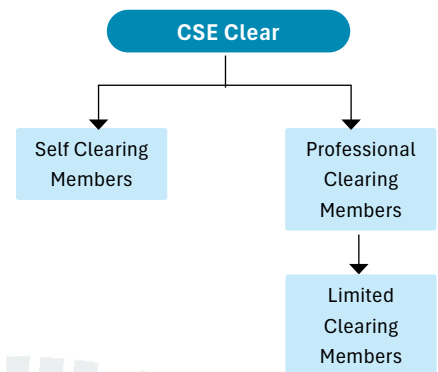 CSE Clear
Self Clearing
Members
Professional
Clearing
Members
Limited
Clearing
Members